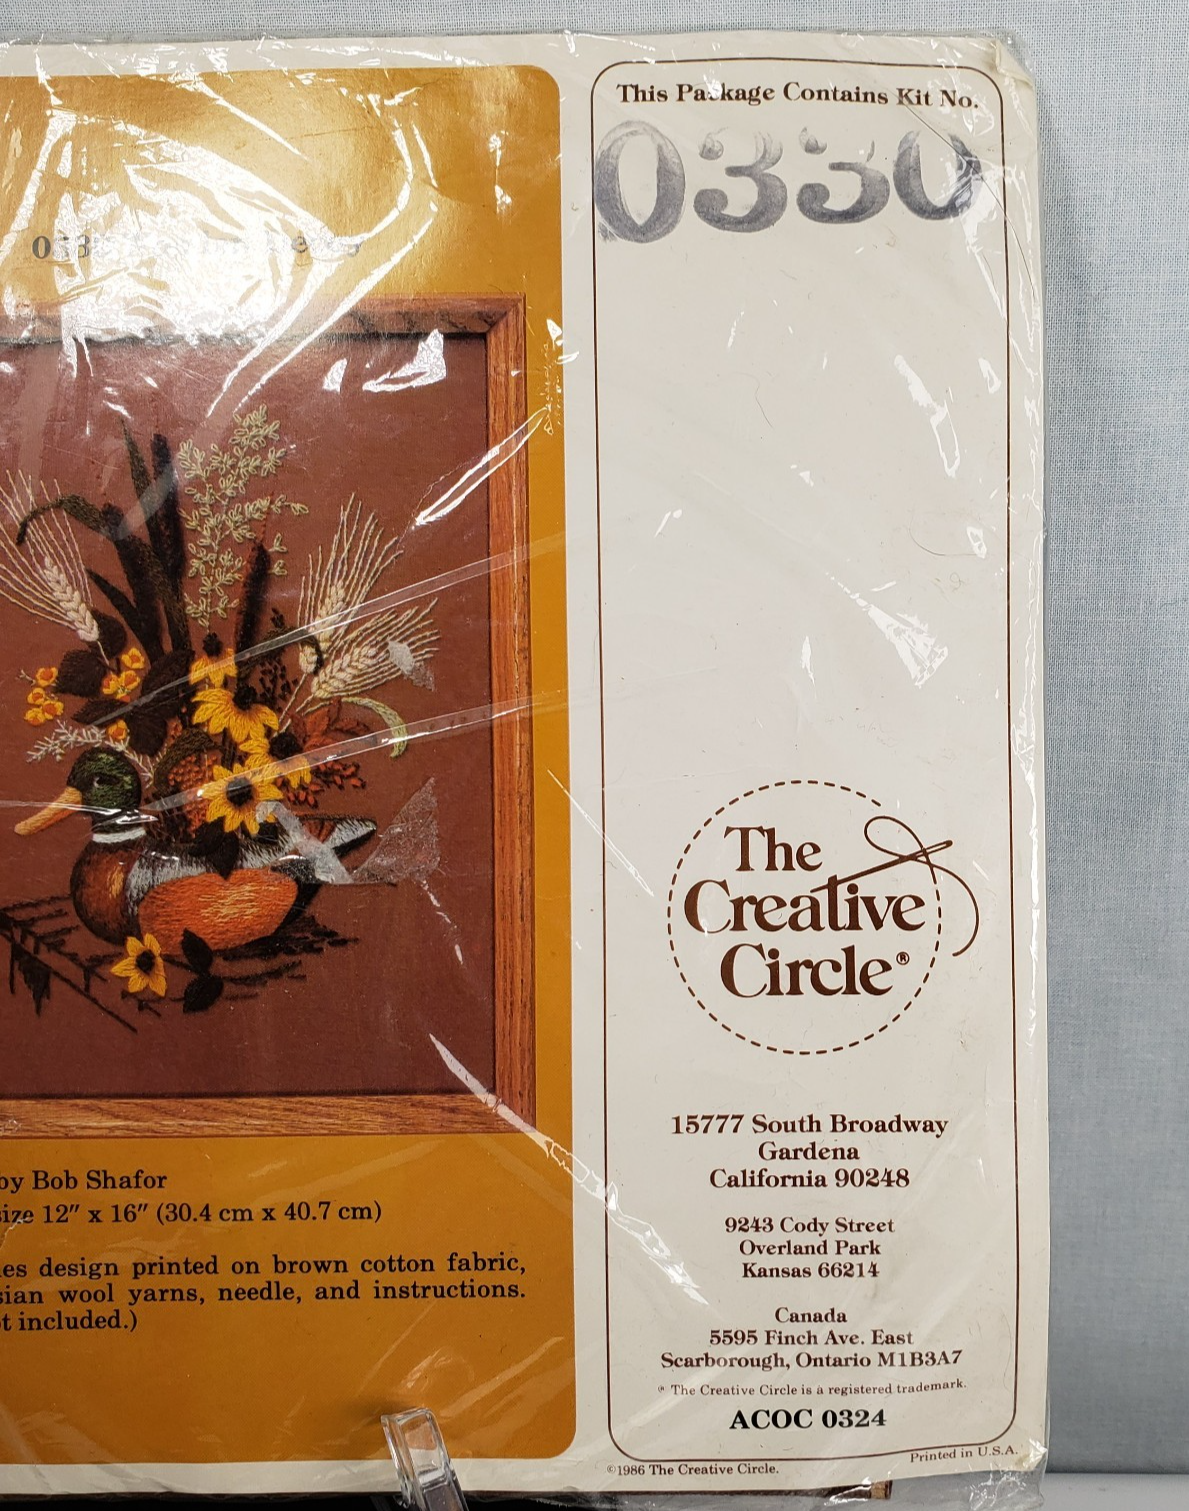 This Package Contains Kit No.
0330
by Bob Shafor
size 12″ x 16″ (30.4 cm x 40.7 cm)
design printed on brown cotton fabric,
wool yarns, needle, and instructions.
included.)
The
Creative
Circle®
15777 South Broadway
Gardena
California 90248
9243 Cody Street
Overland Park
Kansas 66214
Canada
5595 Finch Ave. East
Scarborough, Ontario M1B3A7
® The Creative Circle is a registered trademark.
ACOC 0324
Printed in U.S.A.
©1986 The Creative Circle.